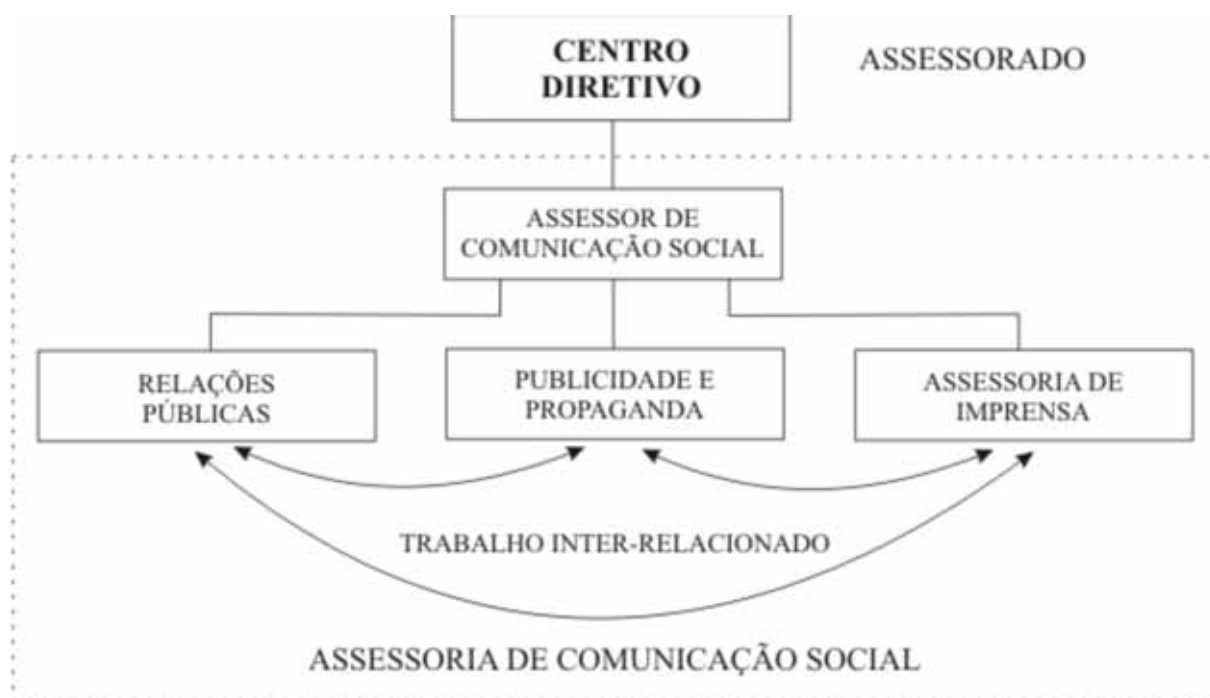 CENTRO
DIRETIVO
ASSESSORADO
ASSESSOR DE
COMUNICAÇÃO SOCIAL
RELAÇÕES
PÚBLICAS
PUBLICIDADE E
PROPAGANDA
ASSESSORIA DE
IMPRENSA
TRABALHO INTER-RELACIONADO
ASSESSORIA DE COMUNICAÇÃO SOCIAL